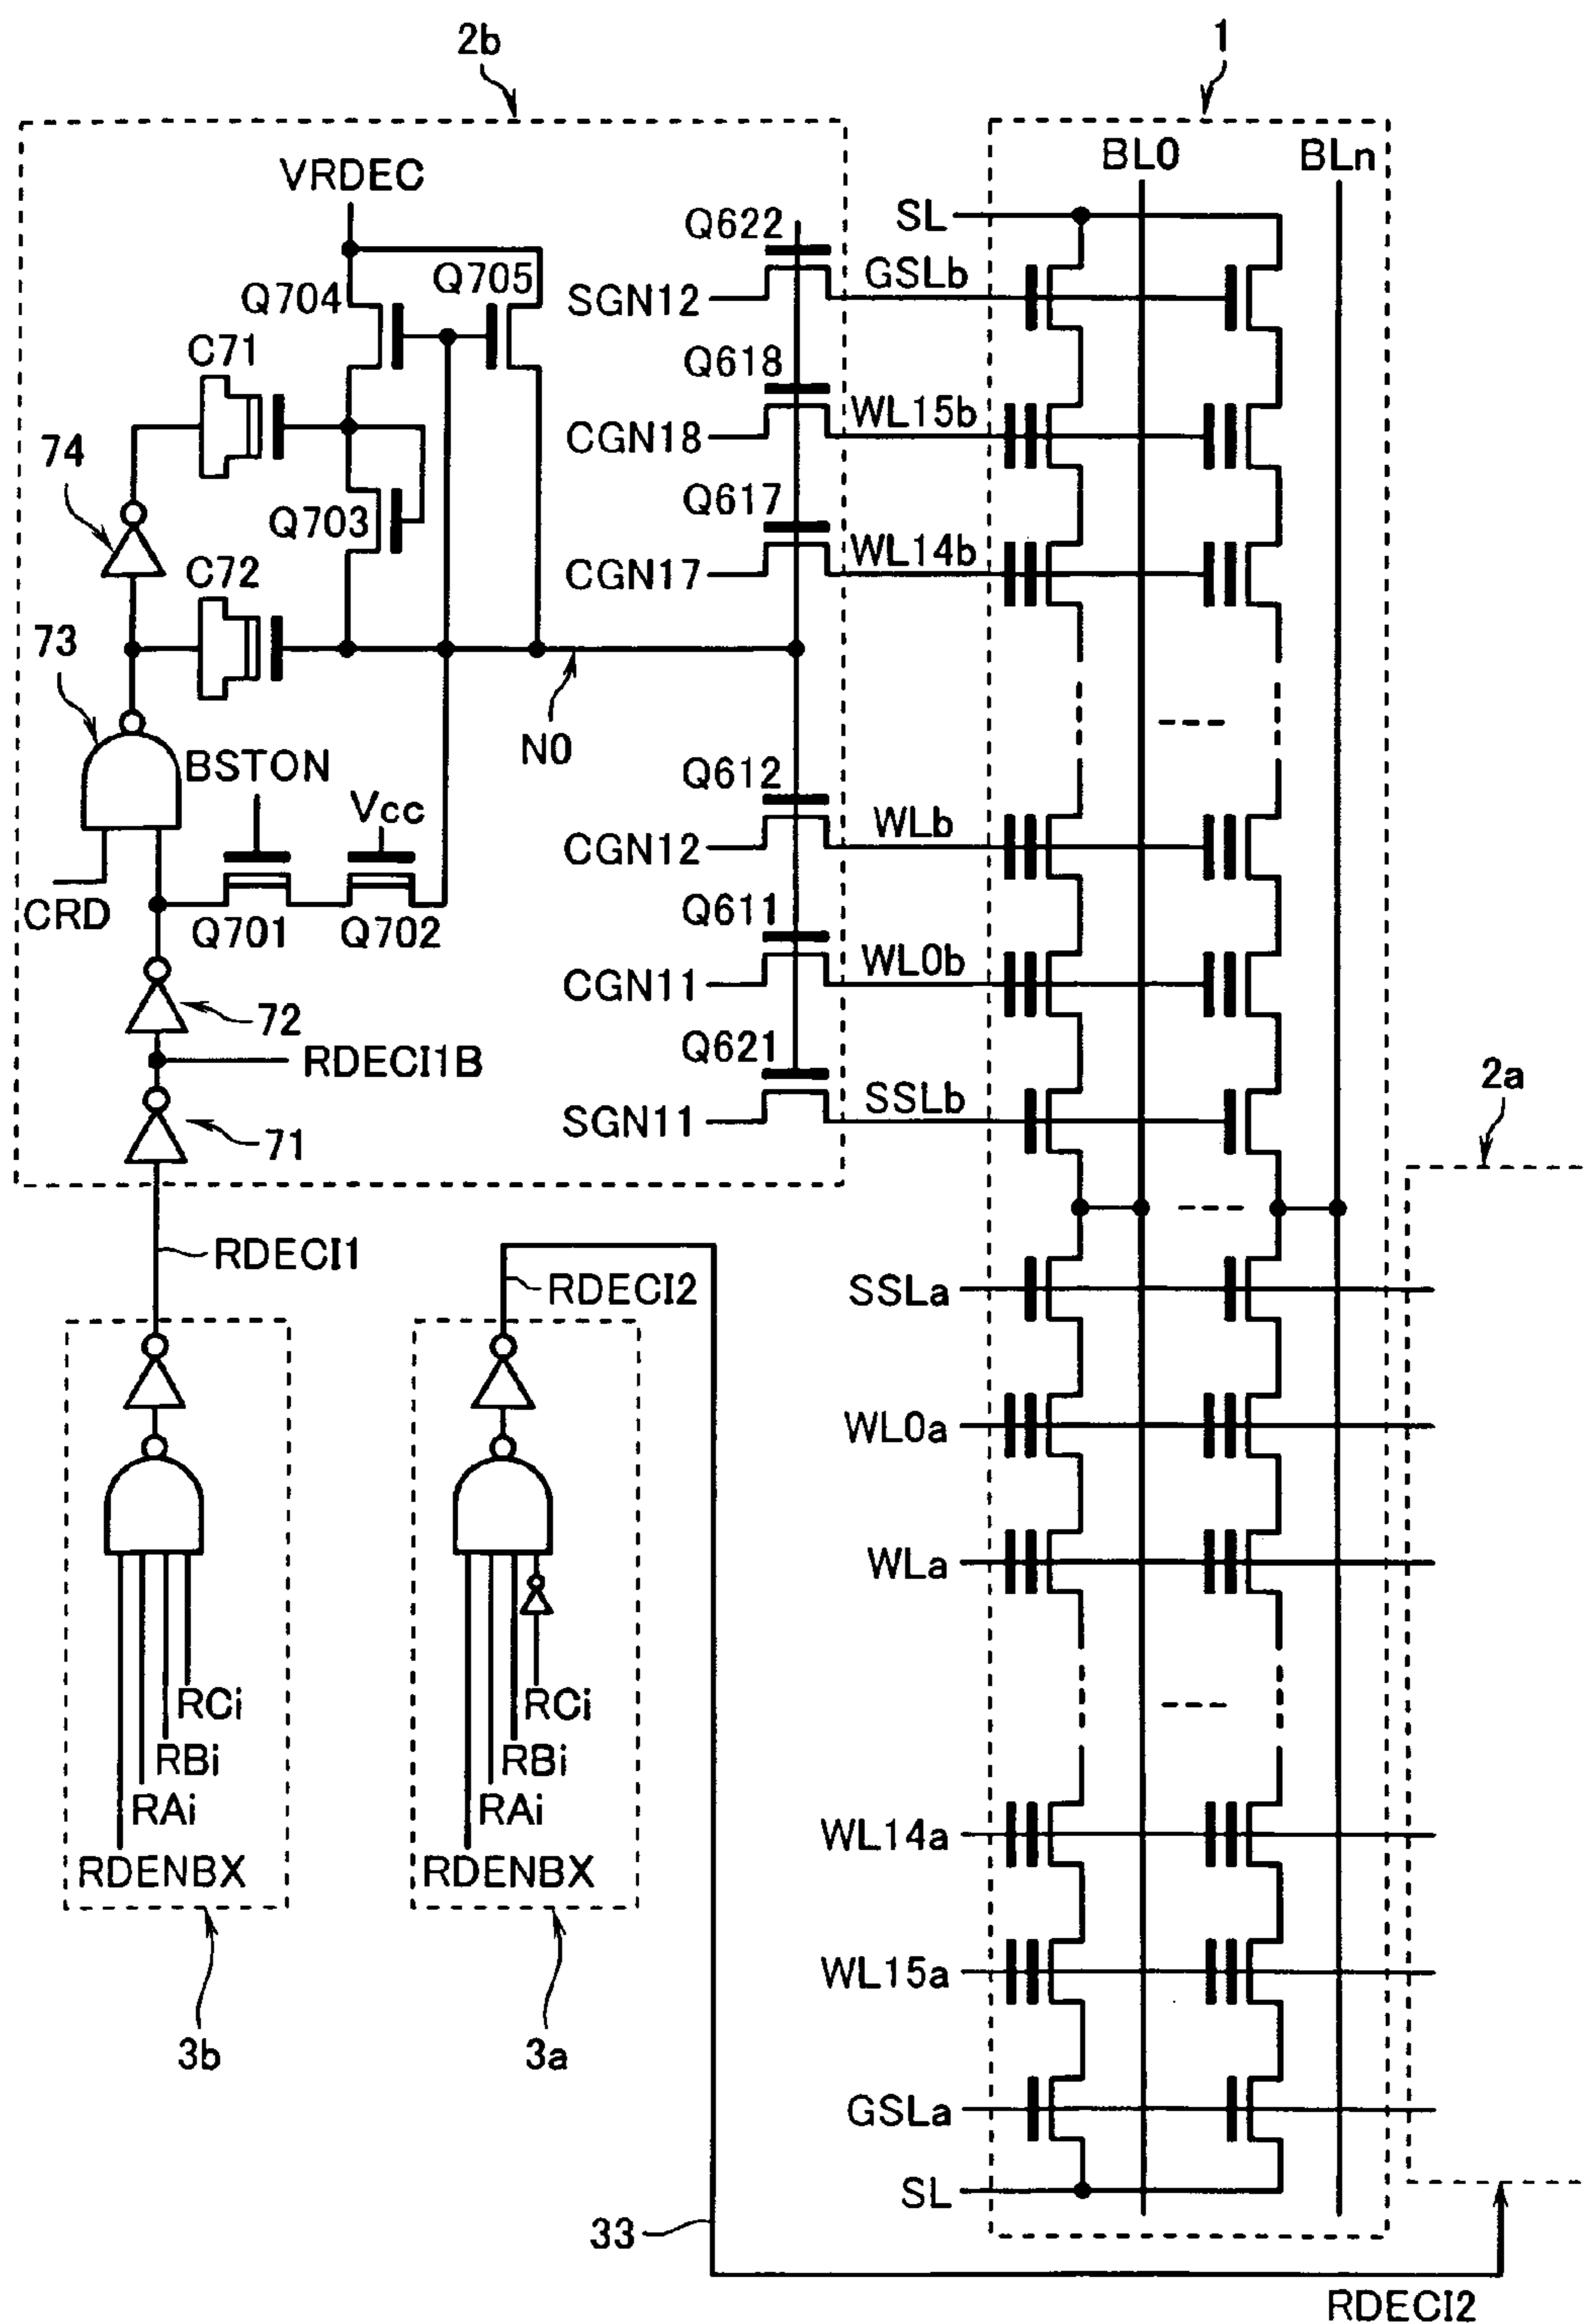 2b
1
BL0
BLn
VRDEC
Q622
SL
GSLb
Q704
Q705
SGN12
C71
Q618
WL15b
CGN18
74
Q703
Q617
WL14b
C72
CGN17
73
N0
BSTON
Vcc
Q612
WLb
CGN12
CRD
Q701
Q702
Q611
WL0b
CGN11
72
RDECI1B
Q621
SSLb
2a
SGN11
71
RDECI1
RDECI2
SSLa
WL0a
WLa
RCi
RCi
RBi
RBi
RAi
RAi
RDENBX
RDENBX
WL14a
WL15a
3b
3a
GSLa
SL
33
RDECI2